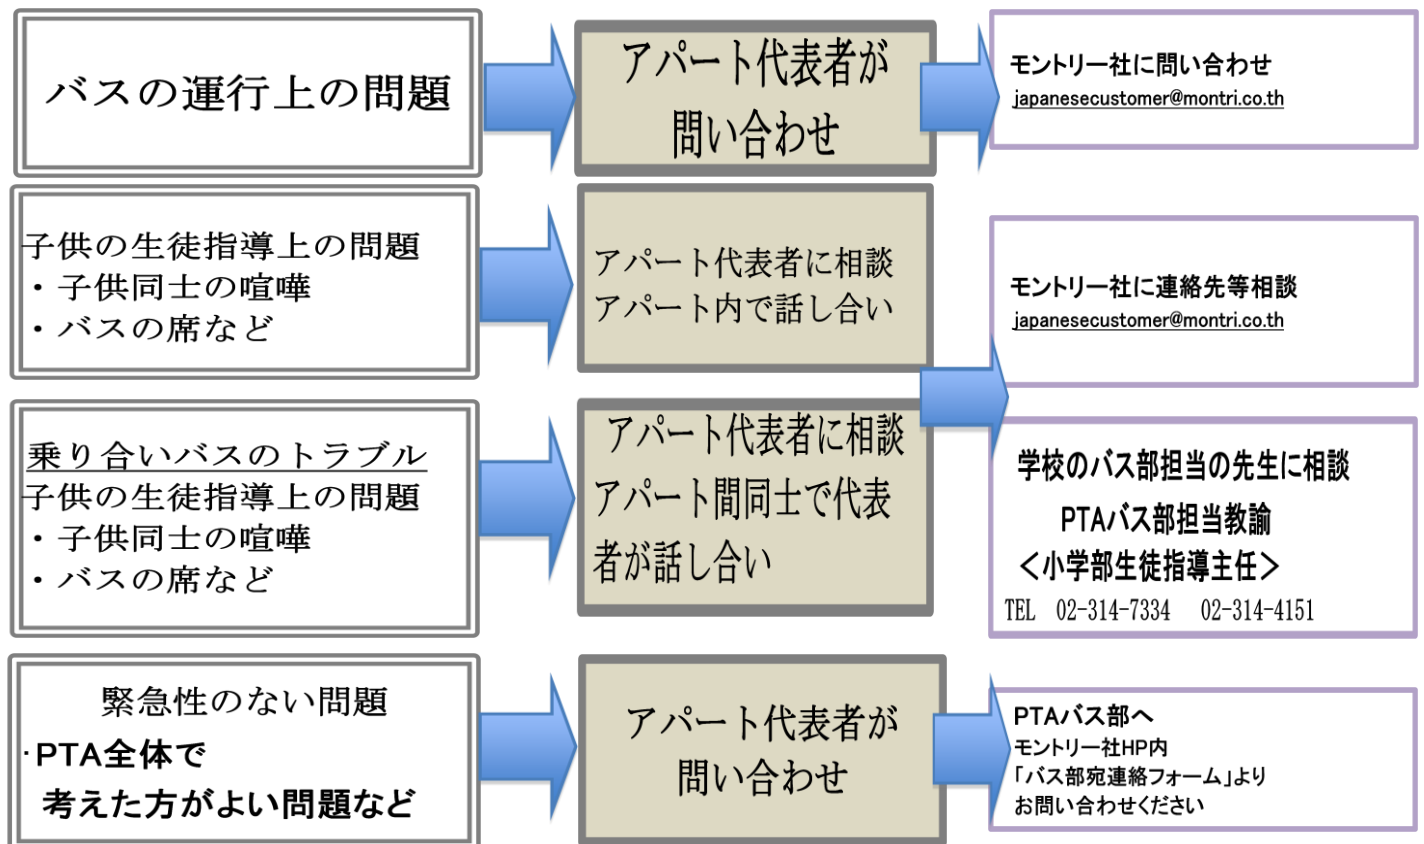 バスの運行上の問題
アパート代表者が
問い合わせ
モントリー社に問い合わせ
japanesecustomer@montri.co.th
子供の生徒指導上の問題
・子供同士の喧嘩
・バスの席など
アパート代表者に相談
アパート内で話し合い
モントリー社に連絡先等相談
japanesecustomer@montri.co.th
乗り合いバスのトラブル
子供の生徒指導上の問題
・子供同士の喧嘩
・バスの席など
アパート代表者に相談
アパート間同士で代表
者が話し合い
学校のバス部担当の先生に相談
PTAバス部担当教諭
＜小学部生徒指導主任＞
TEL　02-314-7334　02-314-4151
緊急性のない問題
・PTA全体で
考えた方がよい問題など
アパート代表者が
問い合わせ
PTAバス部へ
モントリー社HP内
「バス部宛連絡フォーム」より
お問い合わせください